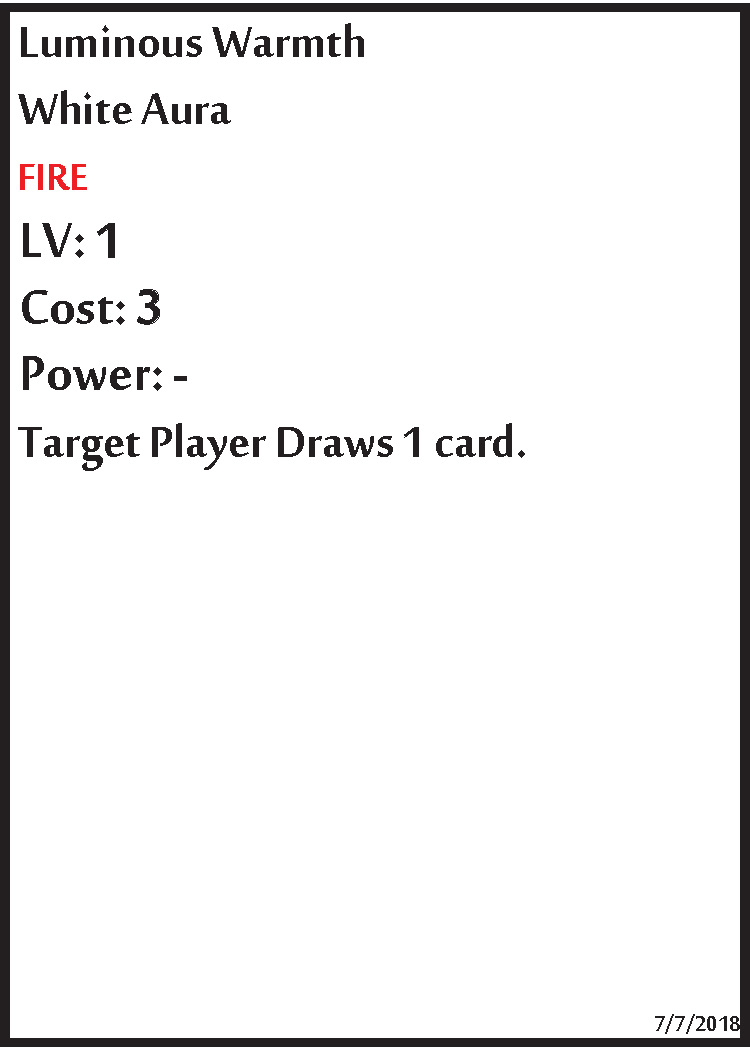 Luminous Warmth
White Aura
FIRE
LV: 1
Cost: 3
Power: -
Target Player Draws 1 card.
7/7/2018